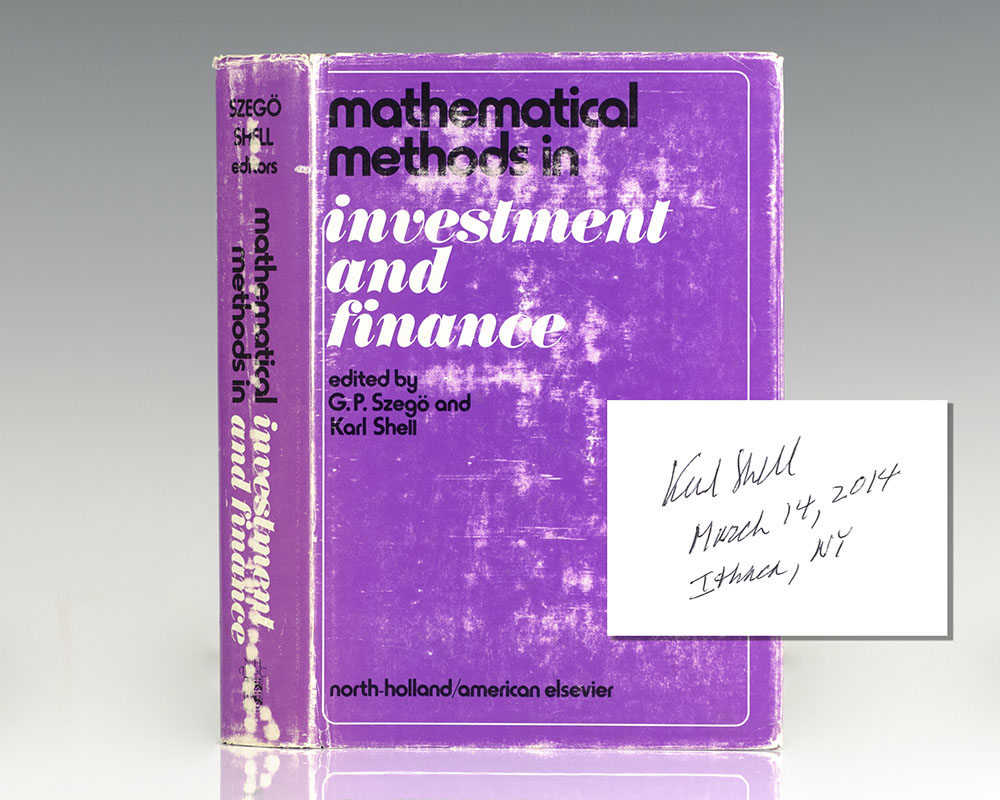 SZEGÖ
SHELL
editors
mathematical
methods in
investment
and finance
mathematical
methods in
investment
and
finance
edited by
G.P. Szegö and
Karl Shell
north-holland/american elsevier
Karl Shell
March 14, 2014
Ithaca, NY